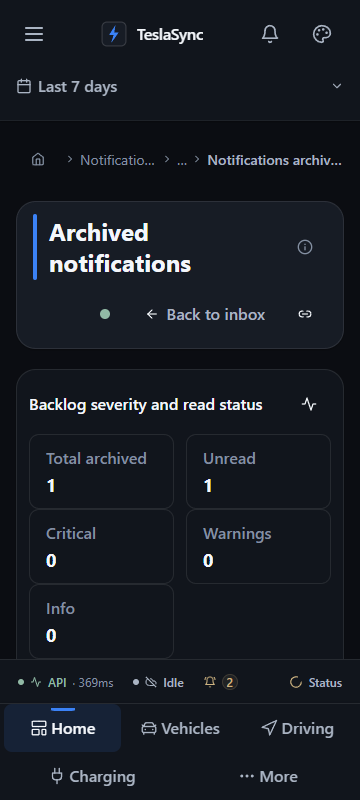 TeslaSync
Last 7 days
Notificatio... > ... > Notifications archiv...
Archived
notifications
Back to inbox
Backlog severity and read status
Total archived
1
Unread
1
Critical
0
Warnings
0
Info
0
API · 369ms
Idle
2
Status
Home
Vehicles
Driving
Charging
More